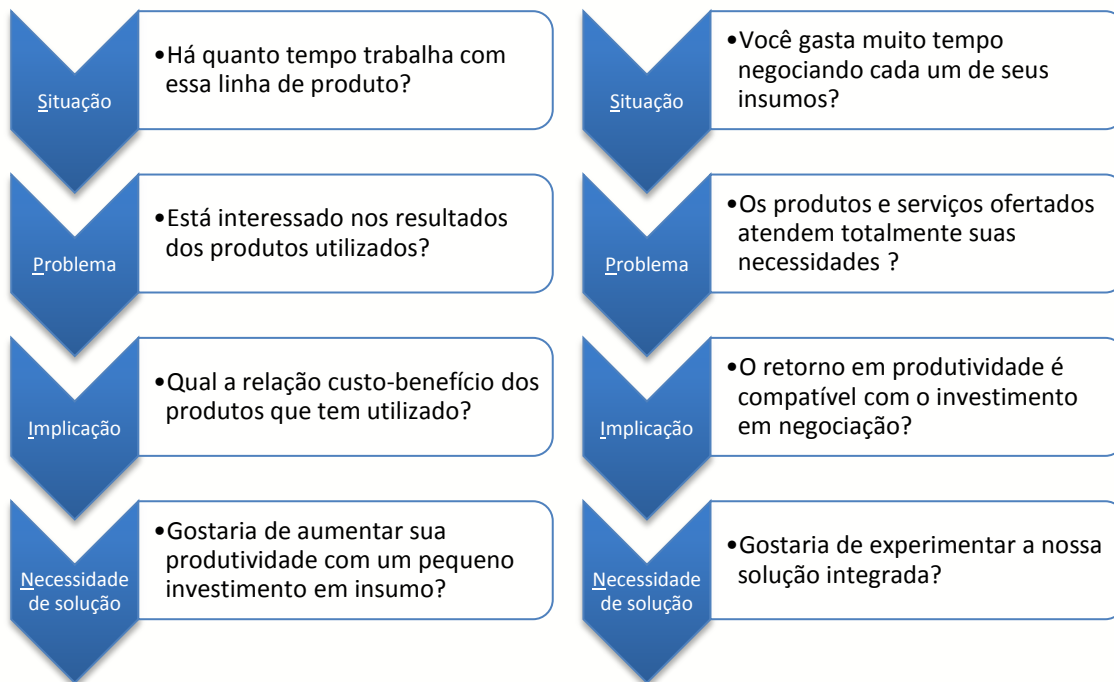 Situação
•Há quanto tempo trabalha com
essa linha de produto?
Problema
•Está interessado nos resultados
dos produtos utilizados?
Implicação
•Qual a relação custo-benefício dos
produtos que tem utilizado?
Necessidade
de solução
•Gostaria de aumentar sua
produtividade com um pequeno
investimento em insumo?
Situação
•Você gasta muito tempo
negociando cada um de seus
insumos?
Problema
•Os produtos e serviços ofertados
atendem totalmente suas
necessidades ?
Implicação
•O retorno em produtividade é
compatível com o investimento
em negociação?
Necessidade
de solução
•Gostaria de experimentar a nossa
solução integrada?